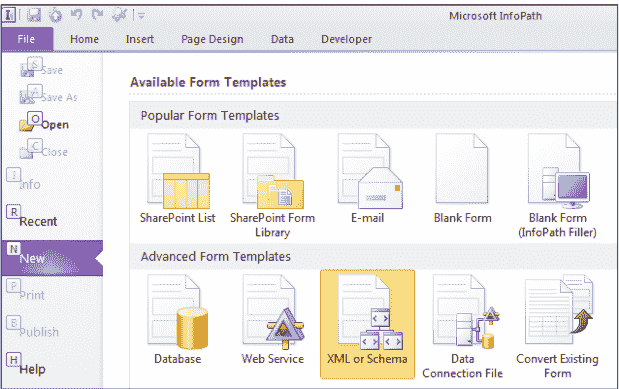 Microsoft InfoPath
File Home Insert Page Design Data Developer
S
Save
A
Save As
O
Open
C
Close
I
Info
R
Recent
N
New
P
Print
Publish
H
Help
Available Form Templates
Popular Form Templates
SharePoint List
SharePoint Form
Library
E-mail
Blank Form
Blank Form
(InfoPath Filler)
Advanced Form Templates
Database
Web Service
XML or Schema
Data
Connection File
Convert Existing
Form